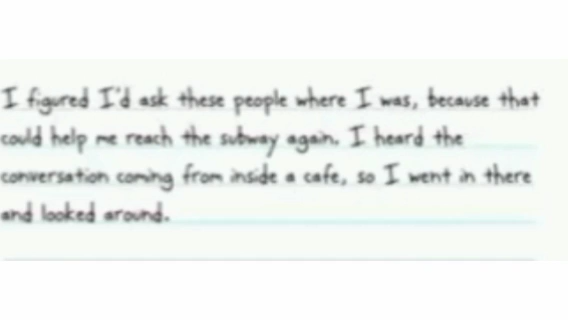 I figured I'd ask these people where I was, because that
could help me reach the subway again. I heard the
conversation coming from inside a cafe, so I went in there
and looked around.